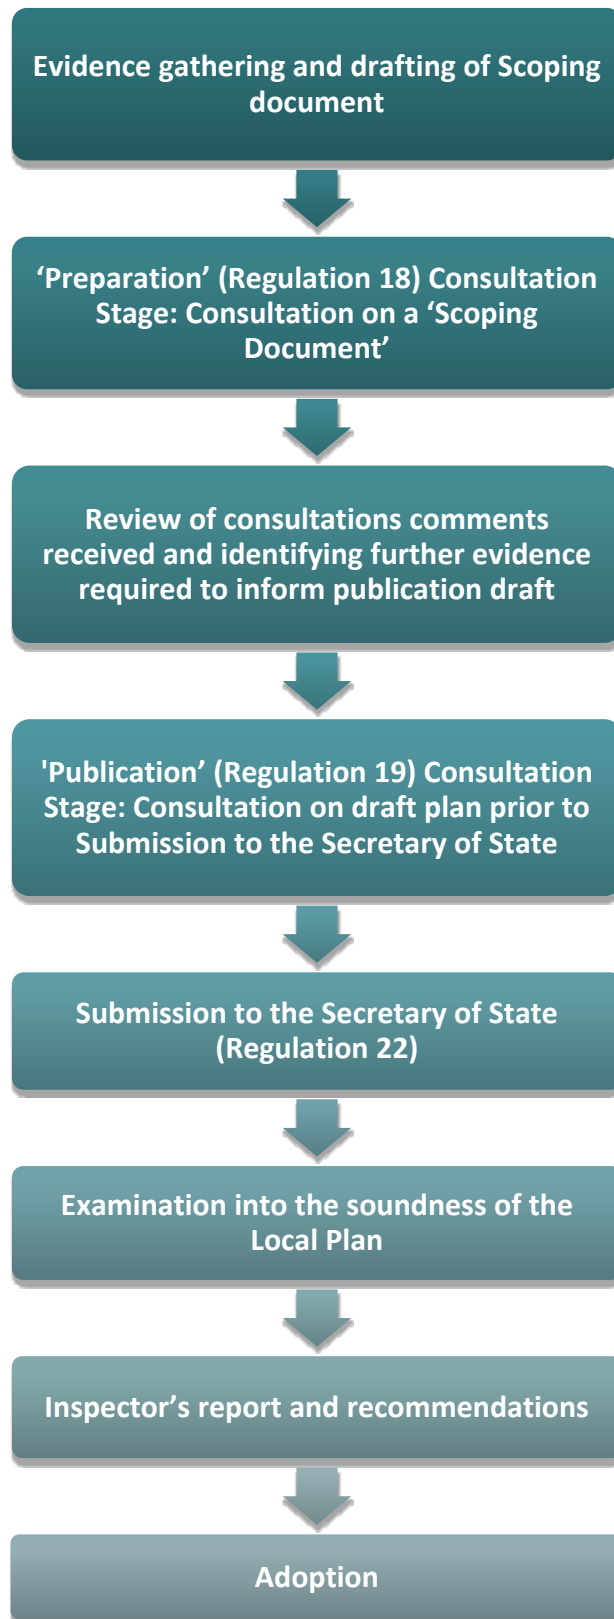 Evidence gathering and drafting of Scoping
document
‘Preparation’ (Regulation 18) Consultation
Stage: Consultation on a ‘Scoping
Document’
Review of consultations comments
received and identifying further evidence
required to inform publication draft
'Publication’ (Regulation 19) Consultation
Stage: Consultation on draft plan prior to
Submission to the Secretary of State
Submission to the Secretary of State
(Regulation 22)
Examination into the soundness of the
Local Plan
Inspector’s report and recommendations
Adoption